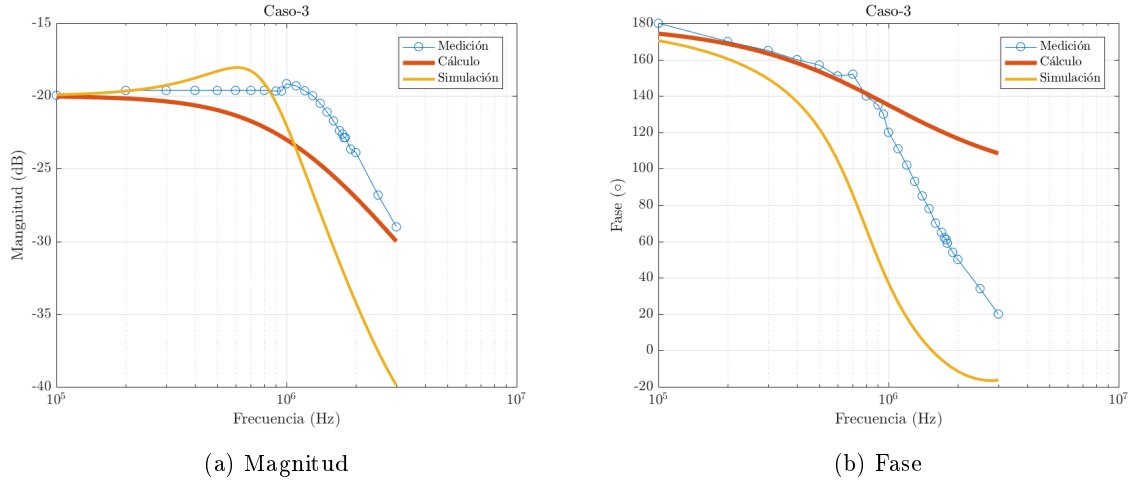 Caso-3
-15
-20
-25
-30
-35
-40
Mangnitud (dB)
10^5
10^6
10^7
Frecuencia (Hz)
Medición
Cálculo
Simulación
(a) Magnitud
Caso-3
180
160
140
120
100
80
60
40
20
0
-20
Fase (○)
10^5
10^6
10^7
Frecuencia (Hz)
Medición
Cálculo
Simulación
(b) Fase